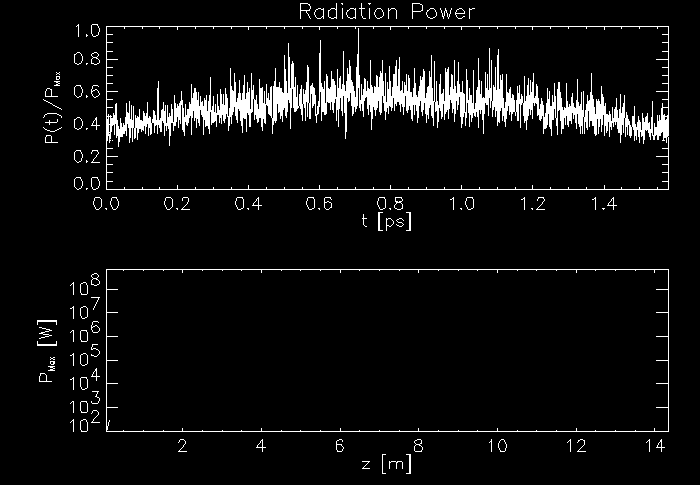 Radiation Power
P(t)/P_Max
1.0
0.8
0.6
0.4
0.2
0.0
0.0 0.2 0.4 0.6 0.8 1.0 1.2 1.4
t [ps]
P_Max [W]
10^8
10^7
10^6
10^5
10^4
10^3
10^2
2 4 6 8 10 12 14
z [m]